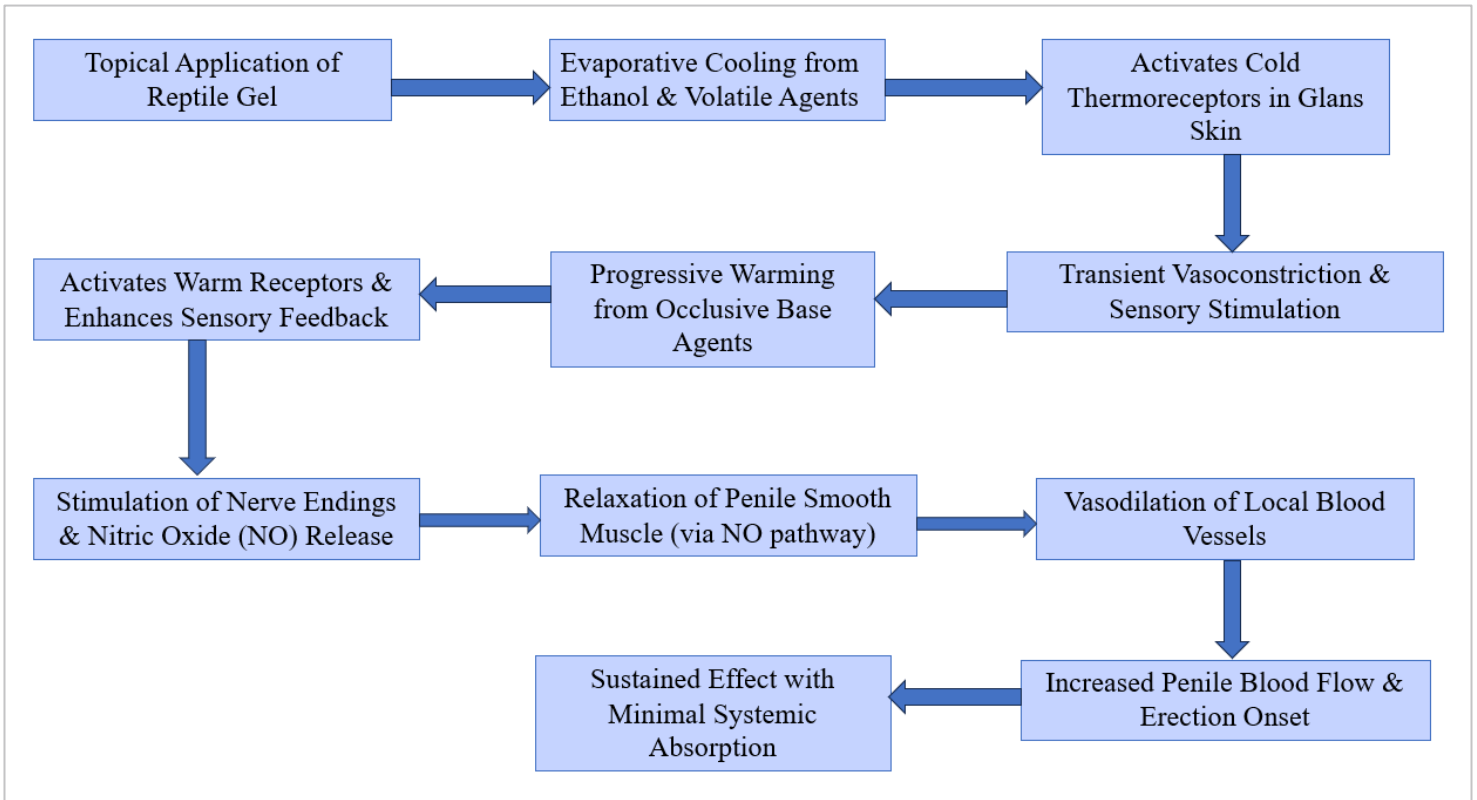 Topical Application of
Reptile Gel
Evaporative Cooling from
Ethanol & Volatile Agents
Activates Cold
Thermoreceptors in Glans
Skin
Transient Vasoconstriction &
Sensory Stimulation
Progressive Warming
from Occlusive Base
Agents
Activates Warm Receptors &
Enhances Sensory Feedback
Stimulation of Nerve Endings
& Nitric Oxide (NO) Release
Relaxation of Penile Smooth
Muscle (via NO pathway)
Vasodilation of Local Blood
Vessels
Increased Penile Blood Flow &
Erection Onset
Sustained Effect with
Minimal Systemic
Absorption